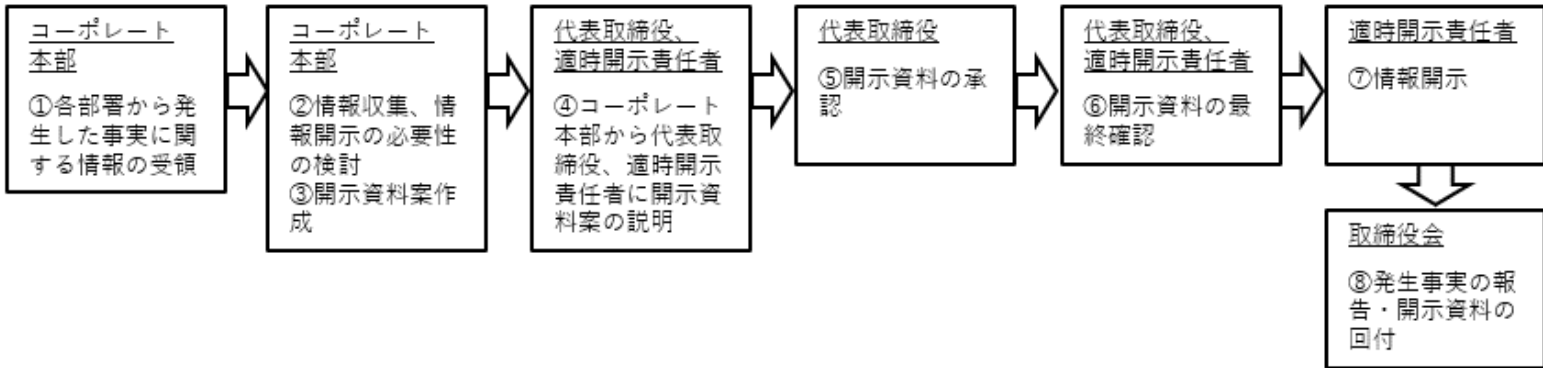 コーポレート
本部
①各部署から発
生した事実に関
する情報の受領
コーポレート
本部
②情報収集、情
報開示の必要性
の検討
③開示資料案作
成
代表取締役、
適時開示責任者
④コーポレート
本部から代表取
締役、適時開示
責任者に開示資
料案の説明
代表取締役
⑤開示資料の承
認
代表取締役、
適時開示責任者
⑥開示資料の最
終確認
適時開示責任者
⑦情報開示
取締役会
⑧発生事実の報
告・開示資料の
回付